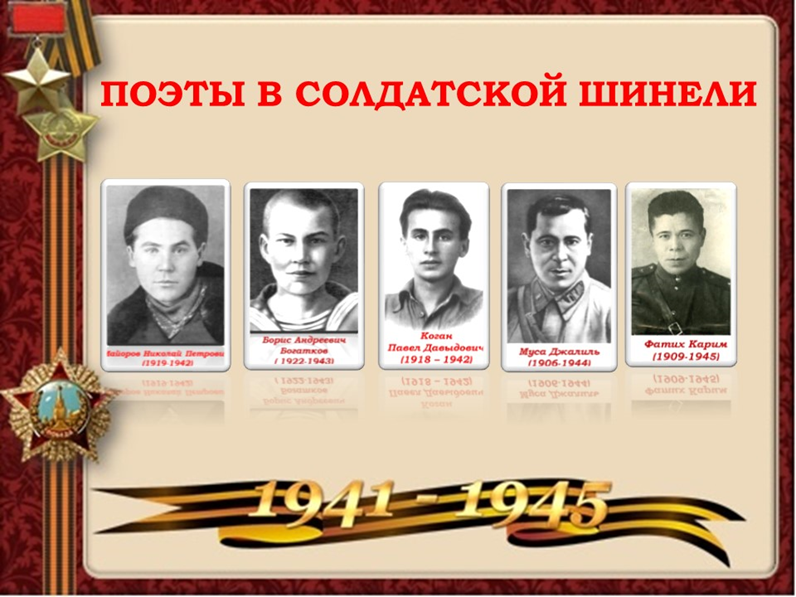 ПОЭТЫ В СОЛДАТСКОЙ ШИНЕЛИ
Майоров Николай Петрович
(1919-1942)
Борис Андреевич
Богатков
( 1922-1943)
Коган
Павел Давыдович
(1918 – 1942)
Муса Джалиль
(1906-1944)
Фатих Карим
(1909-1945)
1941 - 1945